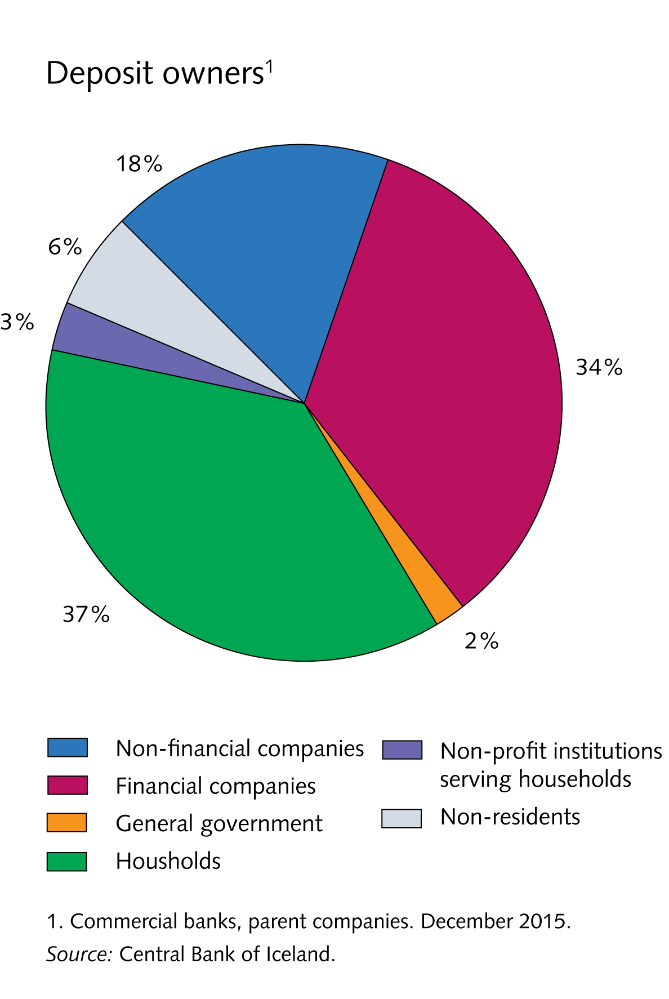 Deposit owners¹
18%
6%
3%
34%
37%
2%
Non-financial companies
Financial companies
General government
Housholds
Non-profit institutions
serving households
Non-residents
1. Commercial banks, parent companies. December 2015.
Source: Central Bank of Iceland.